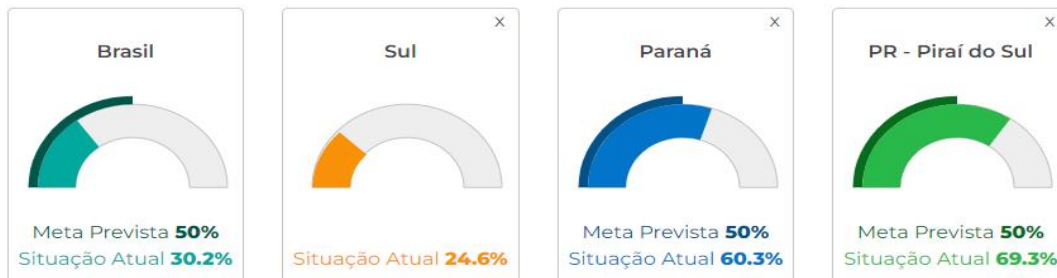 Brasil
Meta Prevista 50%
Situação Atual 30.2%
X
Sul
Situação Atual 24.6%
X
Paraná
Meta Prevista 50%
Situação Atual 60.3%
X
PR - Piraí do Sul
Meta Prevista 50%
Situação Atual 69.3%